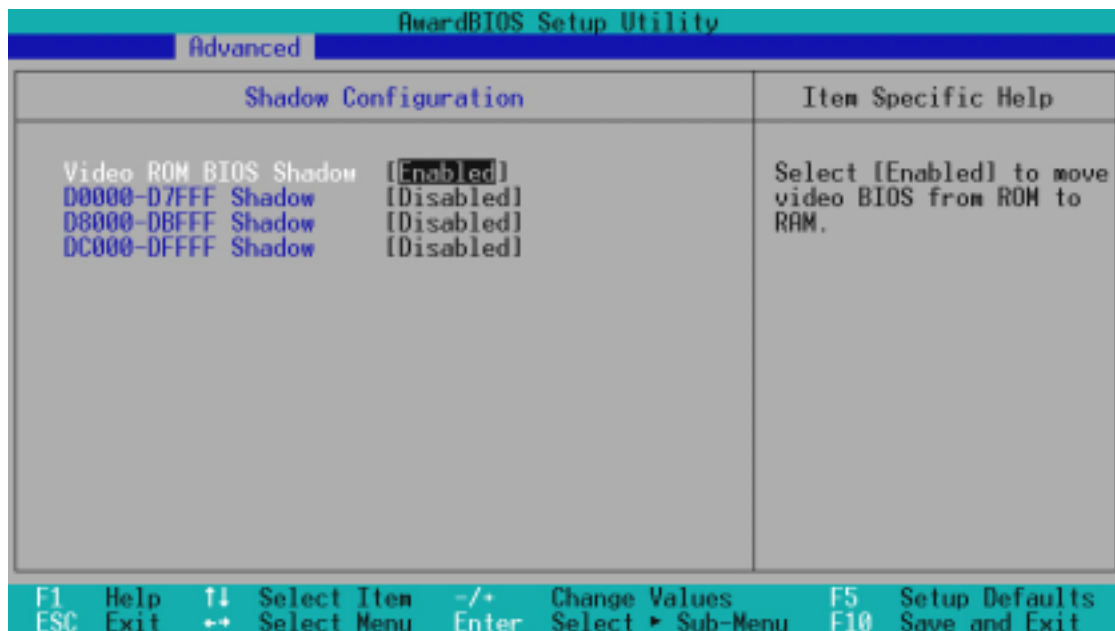 AwardBIOS Setup Utility
Advanced
Shadow Configuration
Item Specific Help
Video ROM BIOS Shadow [Enabled]
D0000-D7FFF Shadow [Disabled]
D8000-DBFFF Shadow [Disabled]
DC000-DFFFF Shadow [Disabled]
Select [Enabled] to move
video BIOS from ROM to
RAM.
F1 Help ↑↓ Select Item -/+ Change Values F5 Setup Defaults
ESC Exit ←→ Select Menu Enter Select ► Sub-Menu F10 Save and Exit